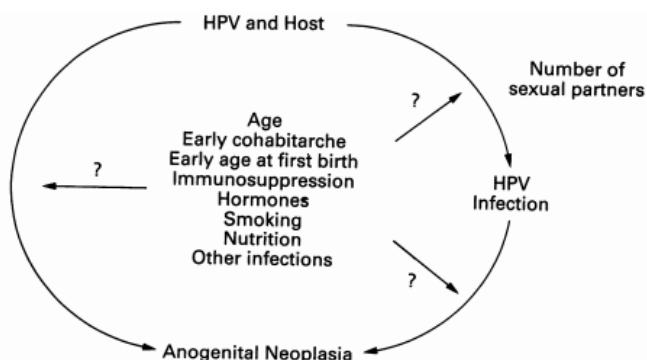 HPV and Host
Number of
sexual partners
?
Age
Early cohabitarche
Early age at first birth
Immunosuppression
Hormones
Smoking
Nutrition
Other infections
?
HPV
Infection
?
Anogenital Neoplasia